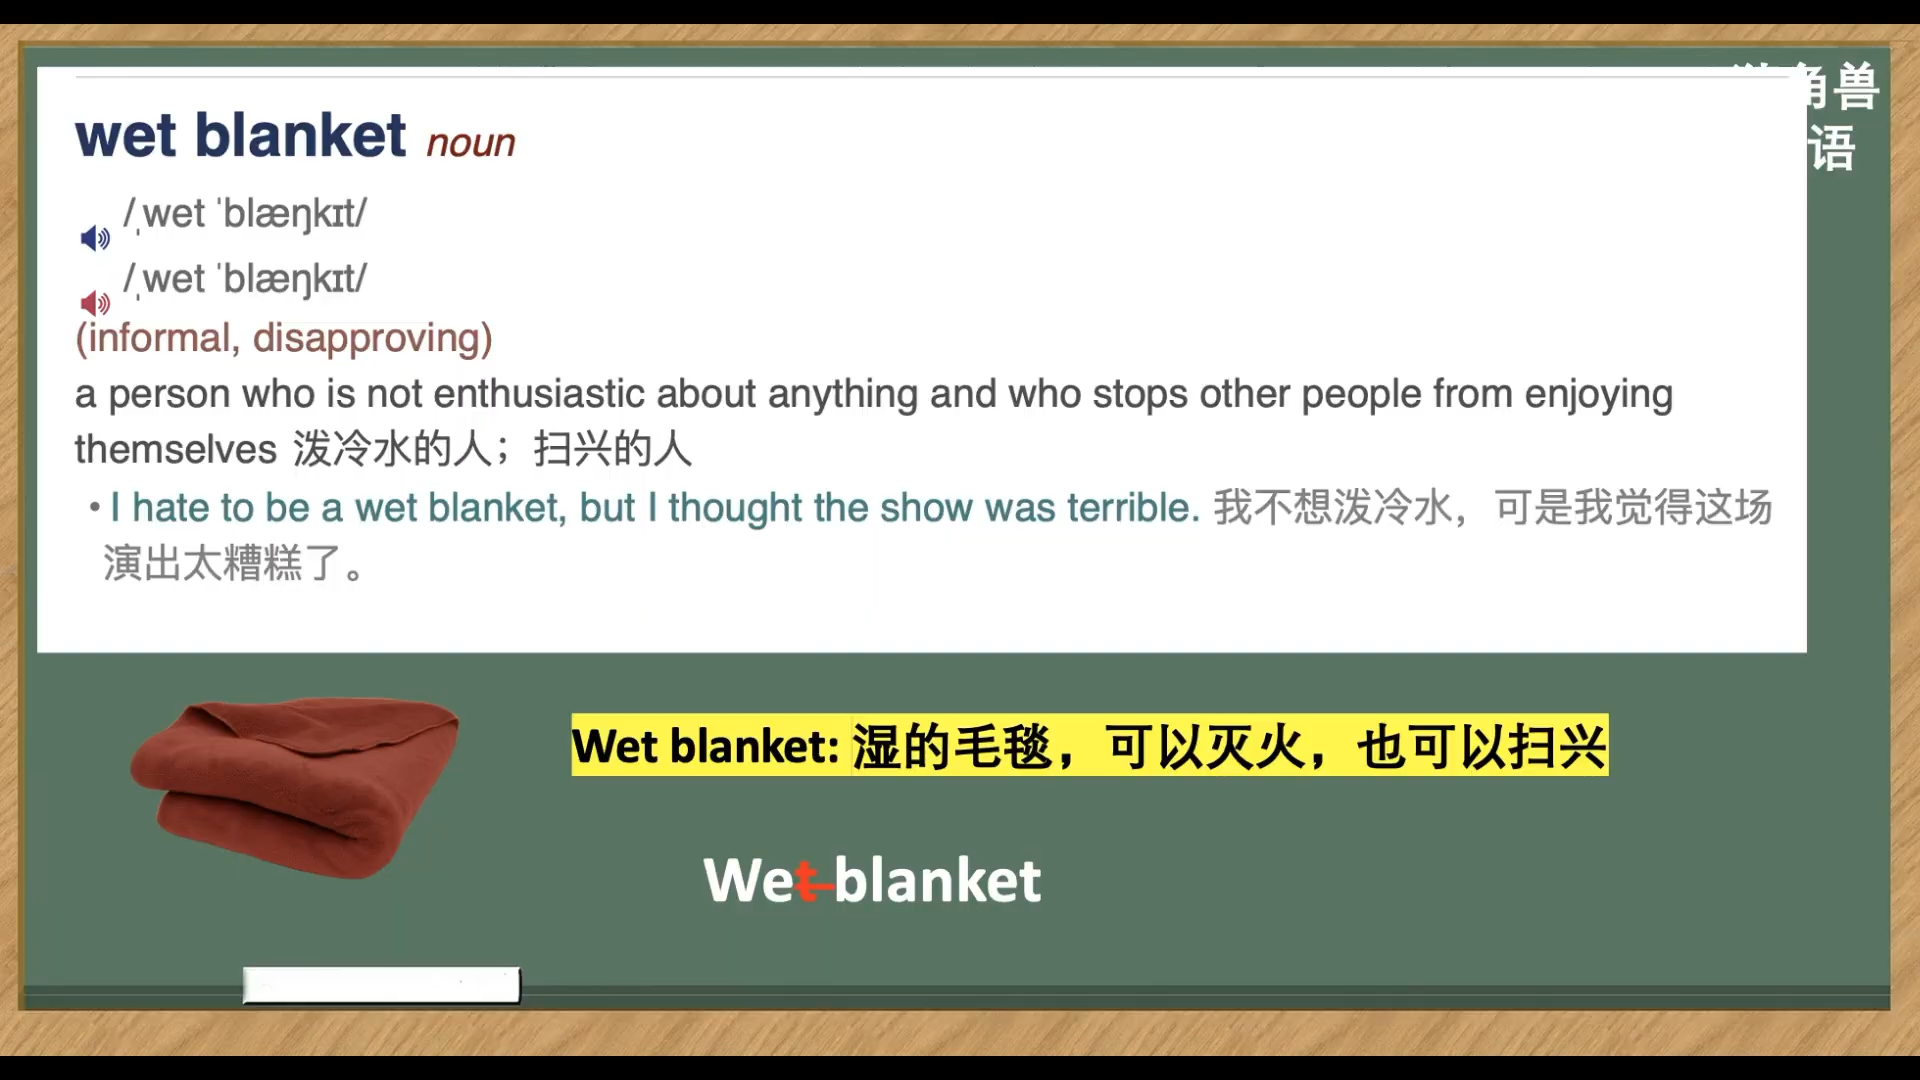 角兽
语
wet blanket noun
/ˌwet ˈblæŋkɪt/
/ˌwet ˈblæŋkɪt/
(informal, disapproving)
a person who is not enthusiastic about anything and who stops other people from enjoying
themselves 泼冷水的人；扫兴的人
•I hate to be a wet blanket, but I thought the show was terrible. 我不想泼冷水，可是我觉得这场
演出太糟糕了。
Wet blanket: 湿的毛毯，可以灭火，也可以扫兴
Wet blanket